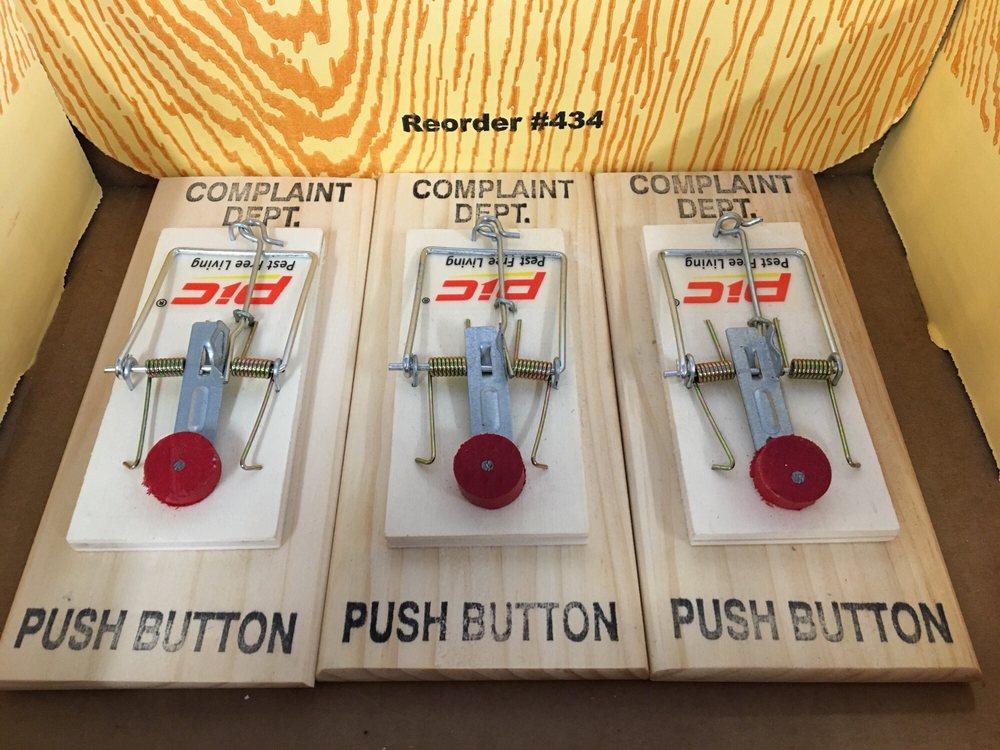 Reorder #434
COMPLAINT
DEPT.
Pest Free Living
PIC®
PUSH BUTTON
COMPLAINT
DEPT.
Pest Free Living
PIC®
PUSH BUTTON
COMPLAINT
DEPT.
Pest Free Living
PIC®
PUSH BUTTON